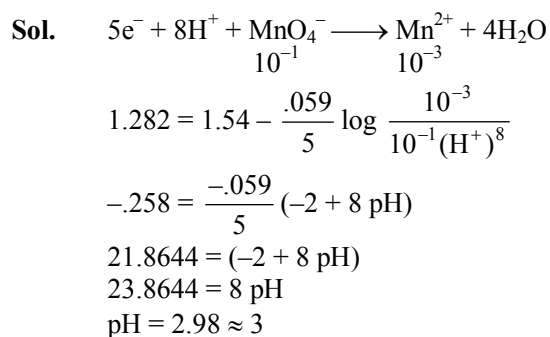 Sol. 5e⁻ + 8H⁺ + MnO₄⁻ ⟶ Mn²⁺ + 4H₂O
10⁻¹ 10⁻³
1.282 = 1.54 – .059/5 log 10⁻³/10⁻¹(H⁺)⁸
–.258 = –.059/5 (–2 + 8 pH)
21.8644 = (–2 + 8 pH)
23.8644 = 8 pH
pH = 2.98 ≈ 3